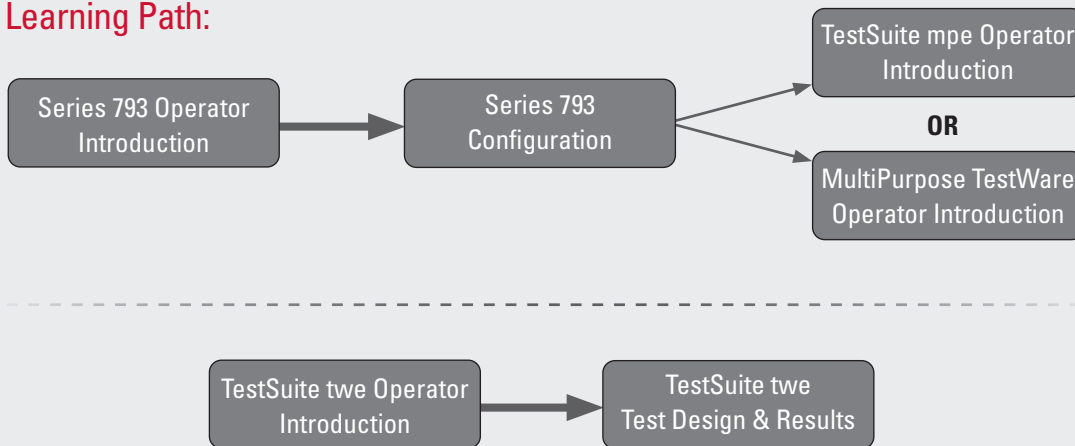 Learning Path:
Series 793 Operator
Introduction
Series 793
Configuration
TestSuite mpe Operator
Introduction
OR
MultiPurpose TestWare
Operator Introduction
TestSuite twe Operator
Introduction
TestSuite twe
Test Design & Results